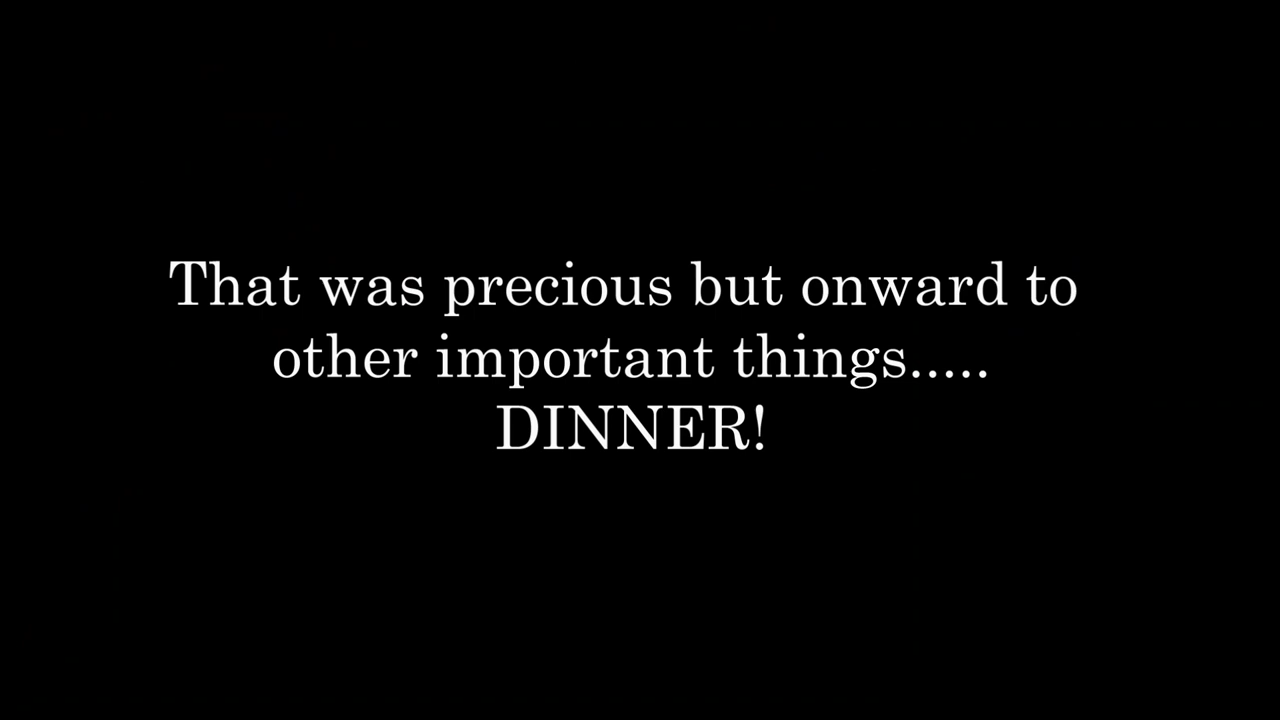 That was precious but onward to
other important things.....
DINNER!